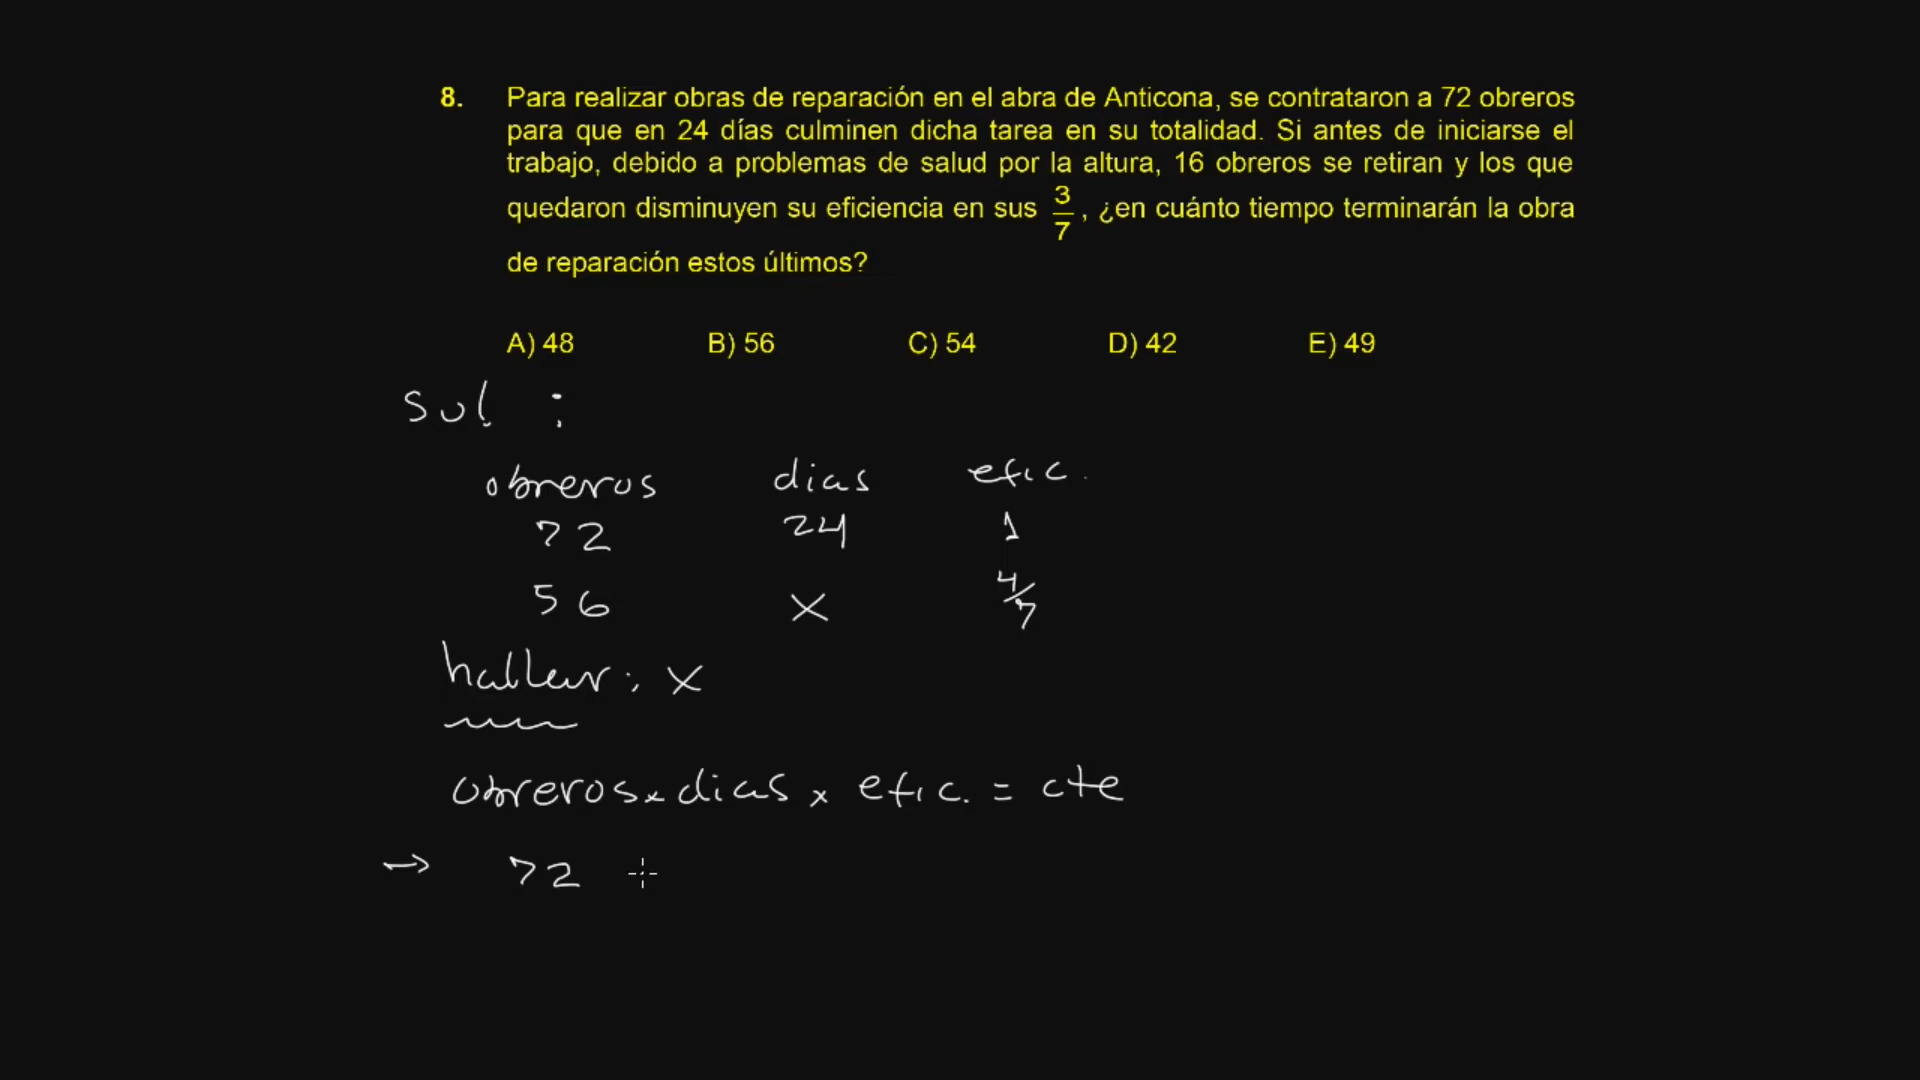 8. Para realizar obras de reparación en el abra de Anticona, se contrataron a 72 obreros
para que en 24 días culminen dicha tarea en su totalidad. Si antes de iniciarse el
trabajo, debido a problemas de salud por la altura, 16 obreros se retiran y los que
quedaron disminuyen su eficiencia en sus 3/7, ¿en cuánto tiempo terminarán la obra
de reparación estos últimos?
A) 48 B) 56 C) 54 D) 42 E) 49
Sol :
obreros dias efic.
72 24 1
56 x 4/7
hallar: x
obreros x dias x efic. = cte
→ 72